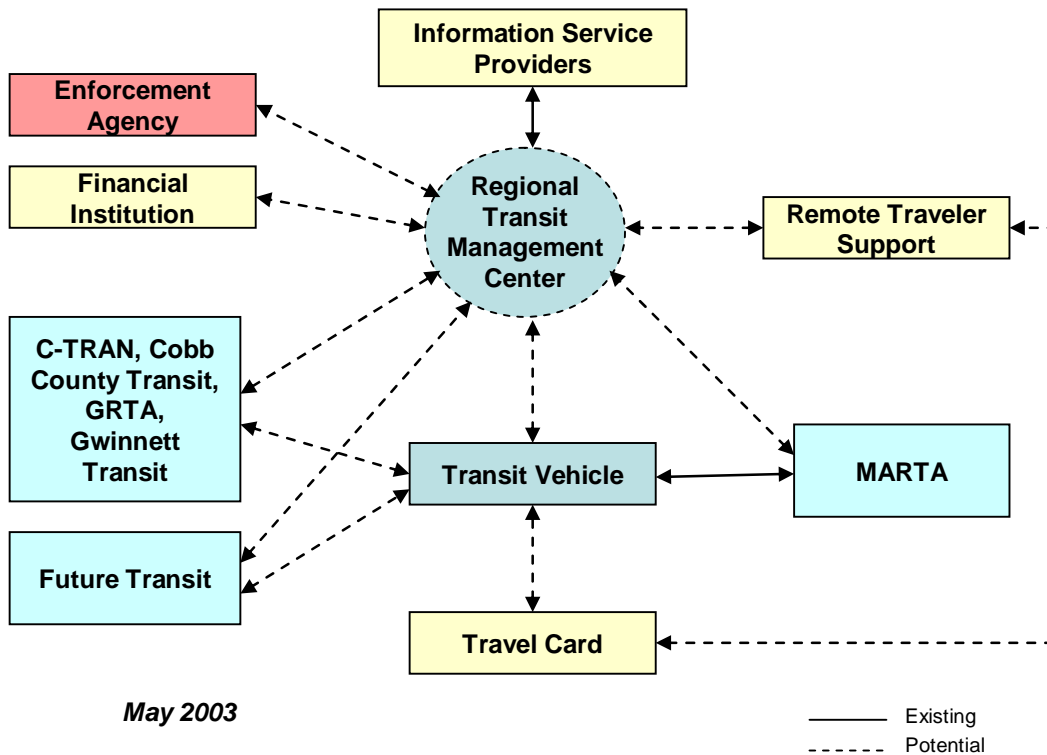 Information Service
Providers
Enforcement
Agency
Financial
Institution
Regional
Transit
Management
Center
Remote Traveler
Support
C-TRAN, Cobb
County Transit,
GRTA,
Gwinnett
Transit
Transit Vehicle
MARTA
Future Transit
Travel Card
May 2003
Existing
Potential